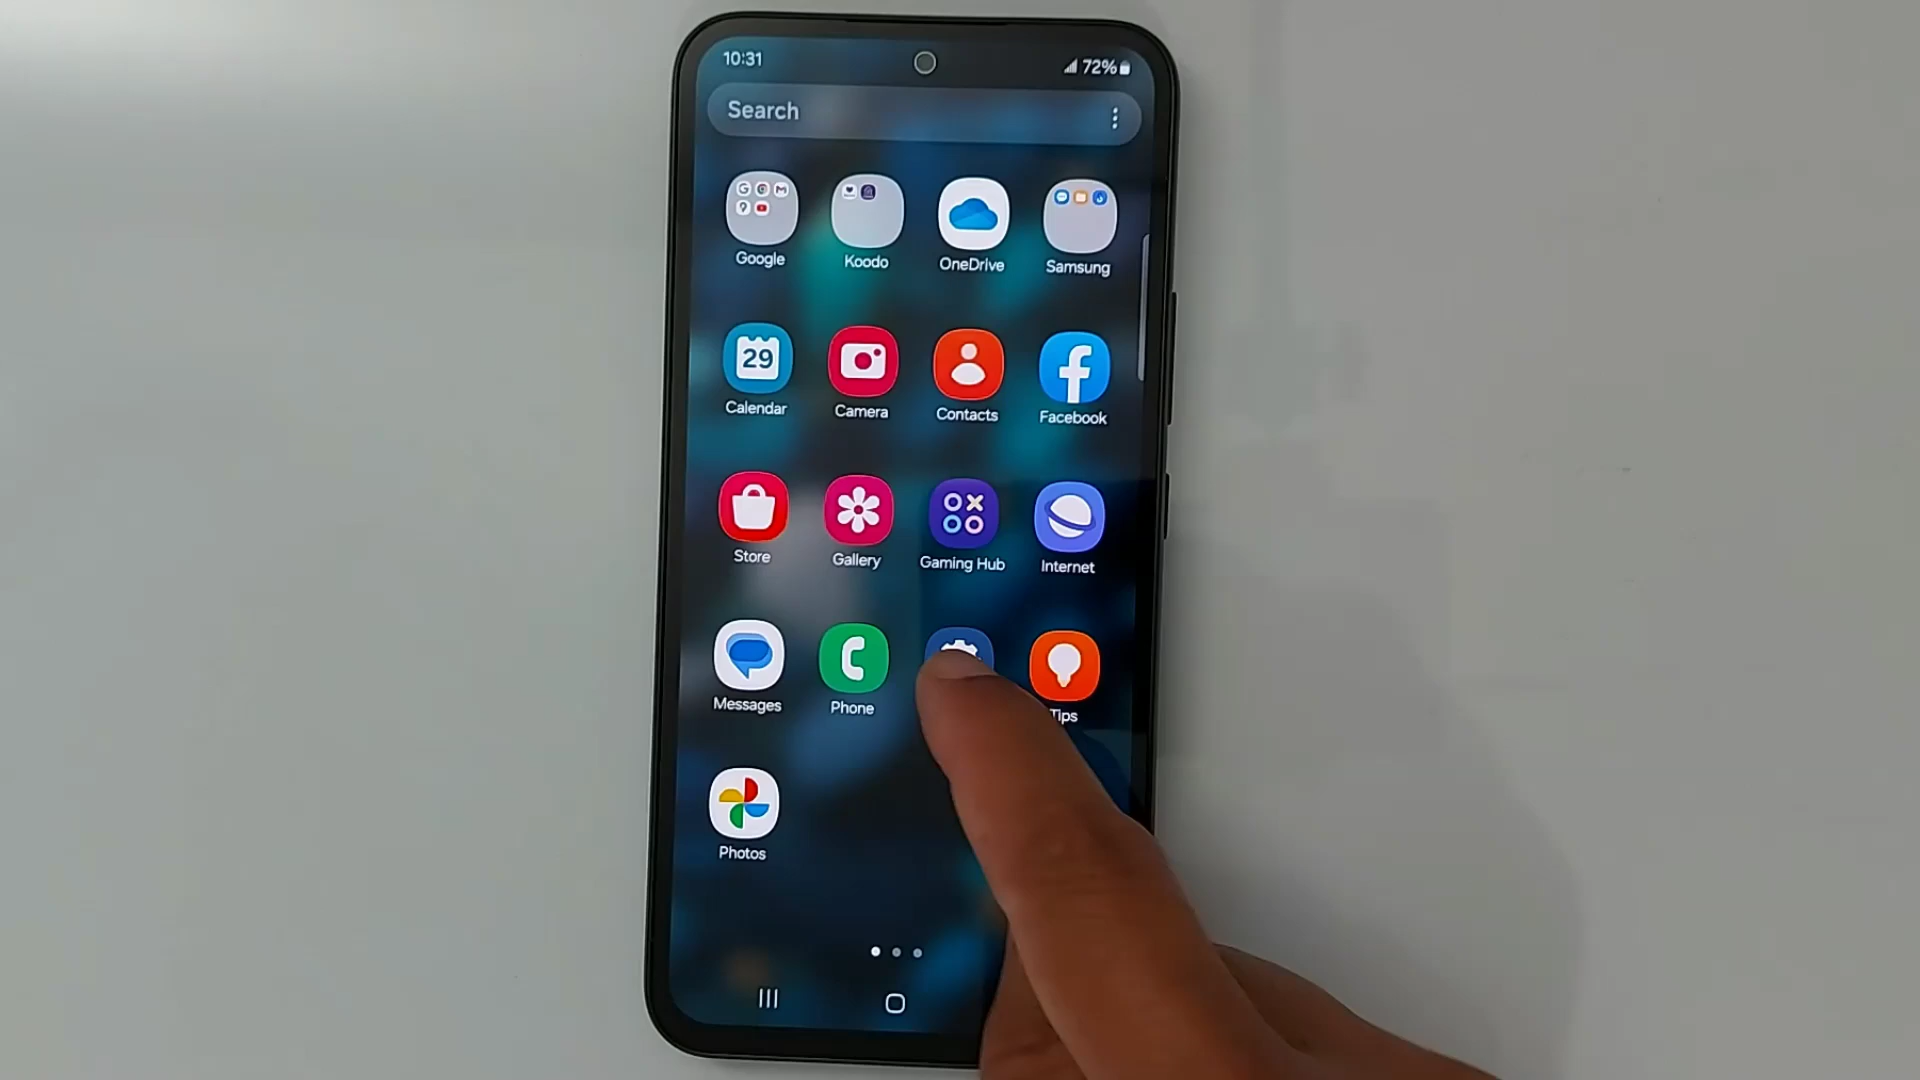 10:31 72%
Search
Google Koodo OneDrive Samsung
29
Calendar Camera Contacts Facebook
Store Gallery Gaming Hub Internet
Messages Phone Tips
Photos